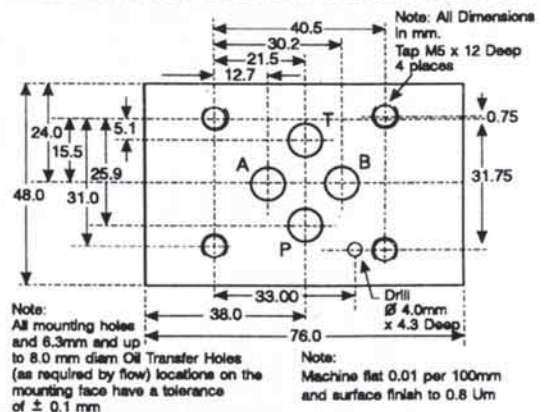 40.5
Note: All Dimensions
In mm.
30.2
Tap M5 x 12 Deep
21.5
4 places
12.7
0.75
24.0
5.1
T
15.5
A
B
31.75
48.0
25.9
31.0
P
33.00
Drill
Ø 4.0mm
x 4.3 Deep
38.0
76.0
Note:
All mounting holes
and 6.3mm and up
to 8.0 mm diam Oil Transfer Holes
(as required by flow) locations on the
mounting face have a tolerance
of ± 0.1 mm
Note:
Machine flat 0.01 per 100mm
and surface finish to 0.8 Um